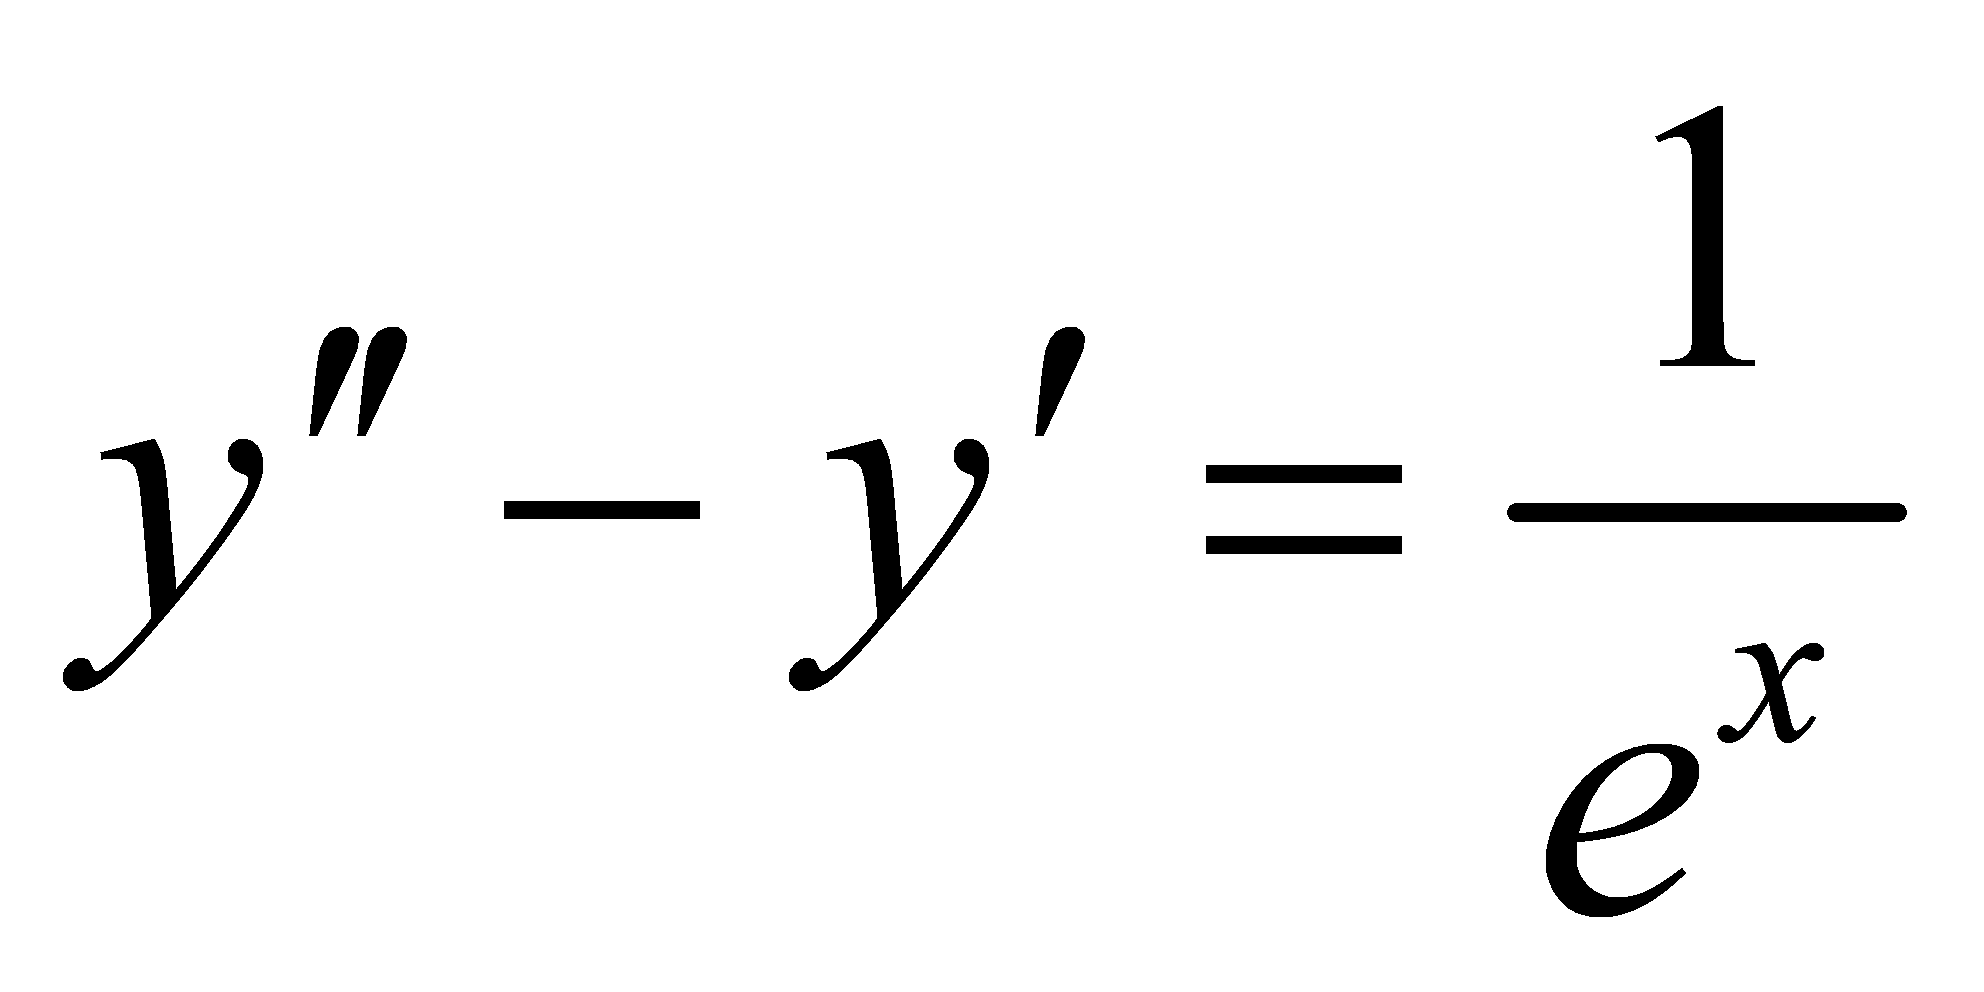 y″ − y′ = 1/e^x